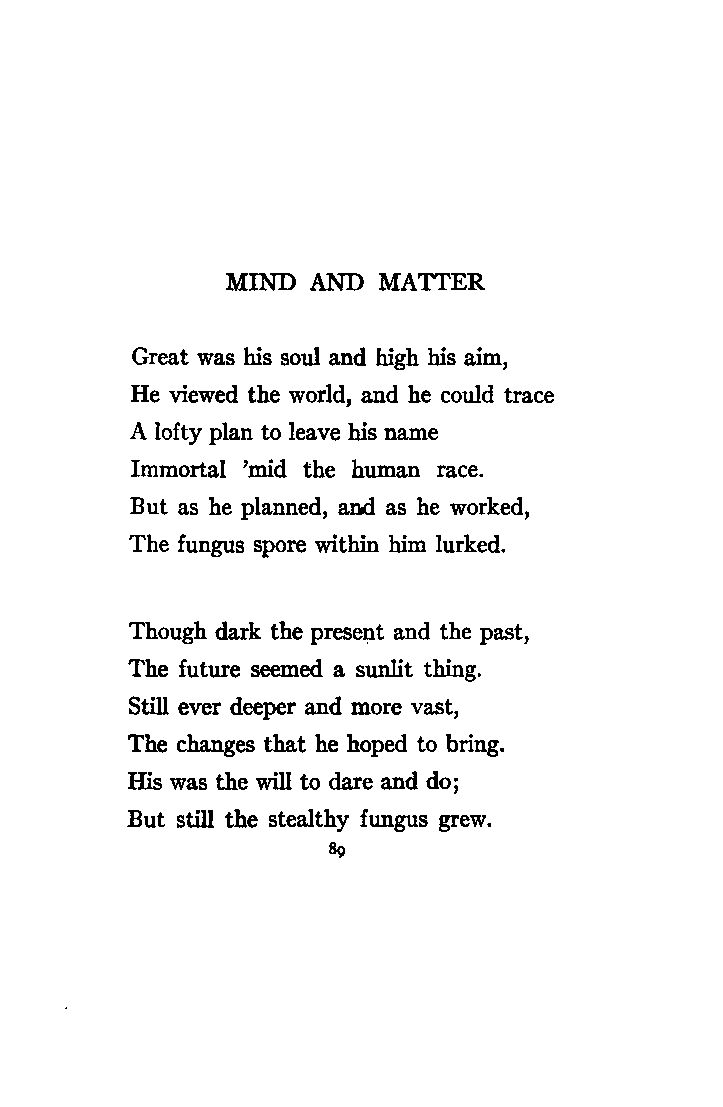 MIND AND MATTER
Great was his soul and high his aim,
He viewed the world, and he could trace
A lofty plan to leave his name
Immortal ’mid the human race.
But as he planned, and as he worked,
The fungus spore within him lurked.
Though dark the present and the past,
The future seemed a sunlit thing.
Still ever deeper and more vast,
The changes that he hoped to bring.
His was the will to dare and do;
But still the stealthy fungus grew.
89